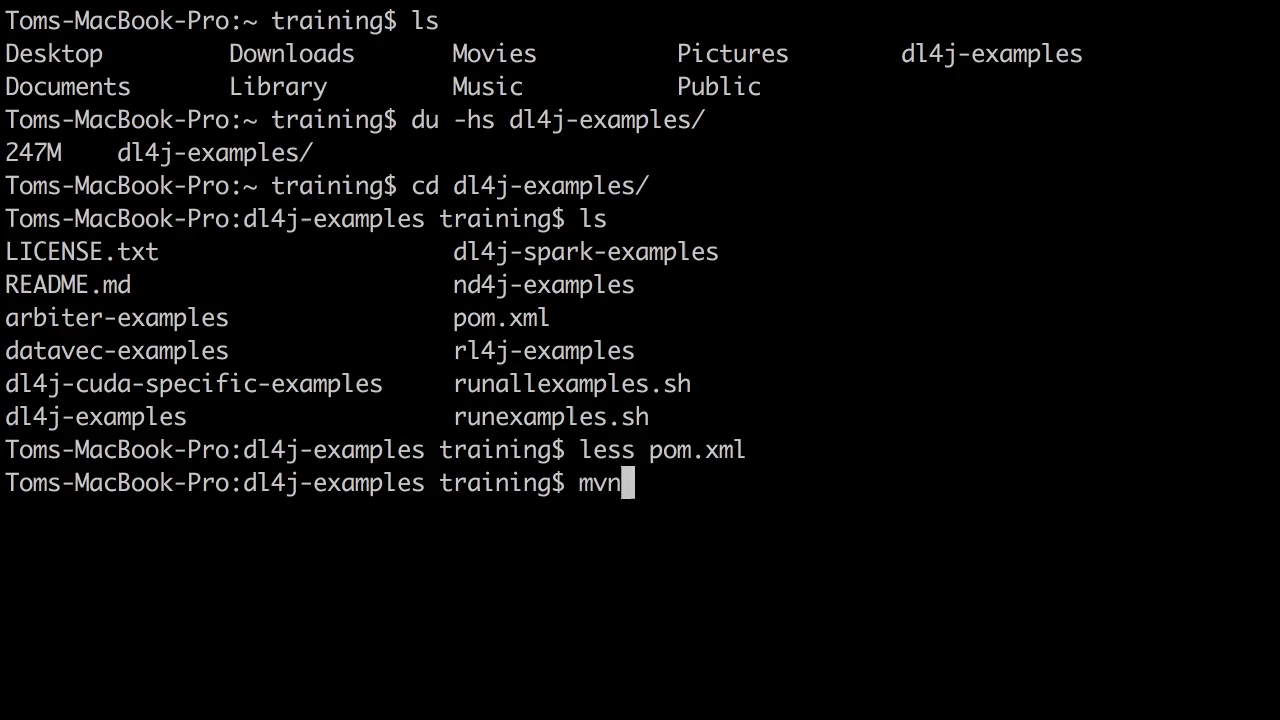 Toms-MacBook-Pro:~ training$ ls
Desktop Downloads Movies Pictures dl4j-examples
Documents Library Music Public
Toms-MacBook-Pro:~ training$ du -hs dl4j-examples/
247M dl4j-examples/
Toms-MacBook-Pro:~ training$ cd dl4j-examples/
Toms-MacBook-Pro:dl4j-examples training$ ls
LICENSE.txt dl4j-spark-examples
README.md nd4j-examples
arbiter-examples pom.xml
datavec-examples rl4j-examples
dl4j-cuda-specific-examples runallexamples.sh
dl4j-examples runexamples.sh
Toms-MacBook-Pro:dl4j-examples training$ less pom.xml
Toms-MacBook-Pro:dl4j-examples training$ mvn